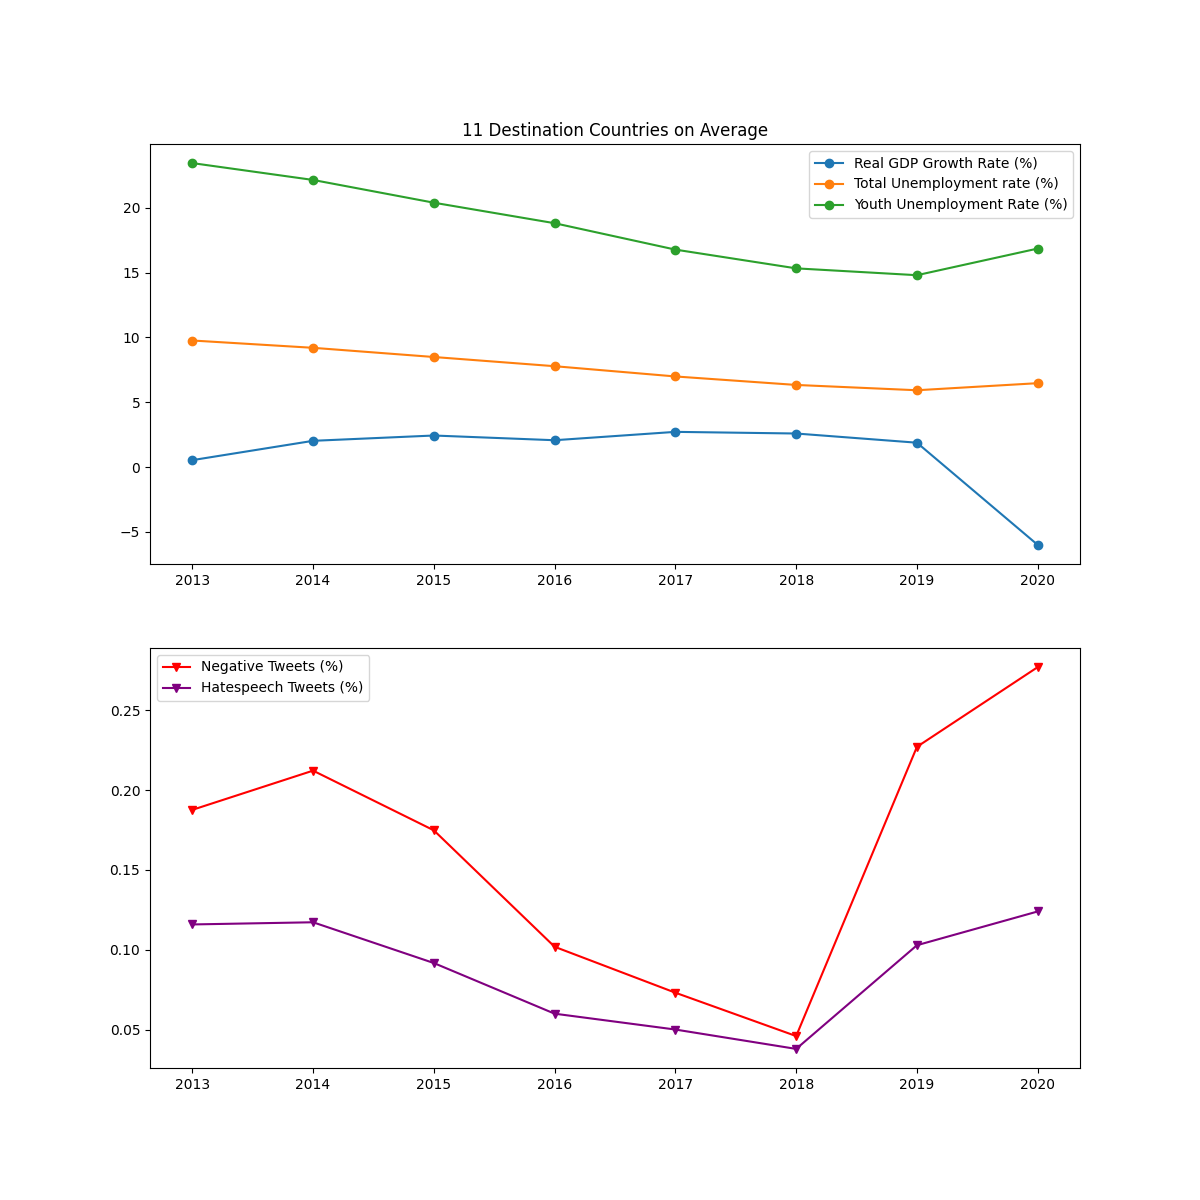 11 Destination Countries on Average
Real GDP Growth Rate (%)
Total Unemployment rate (%)
Youth Unemployment Rate (%)
20
15
10
5
0
−5
2013 2014 2015 2016 2017 2018 2019 2020
Negative Tweets (%)
Hatespeech Tweets (%)
0.25
0.20
0.15
0.10
0.05
2013 2014 2015 2016 2017 2018 2019 2020